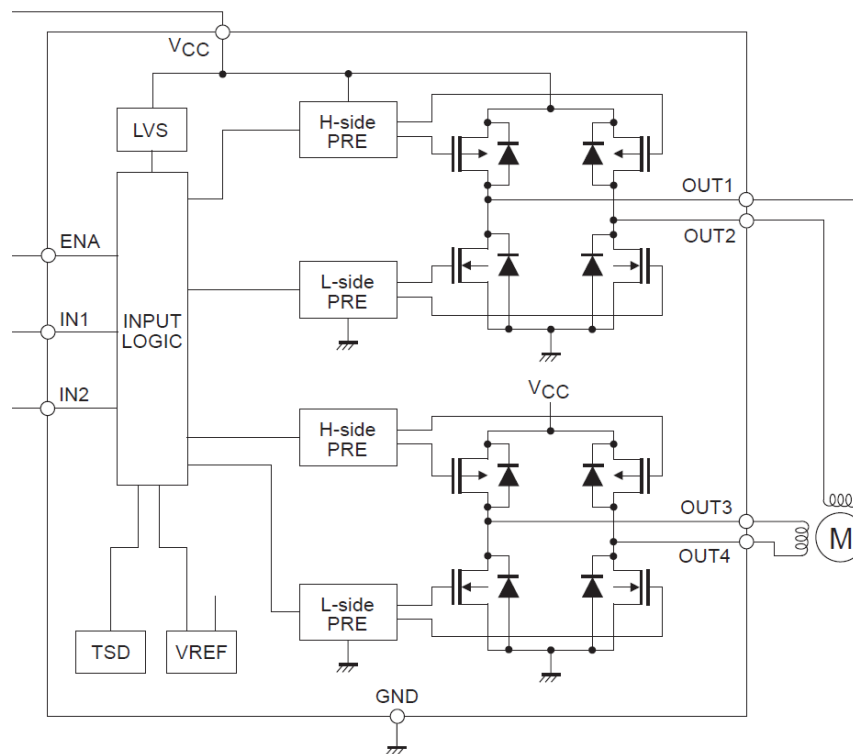 VCC
LVS
H-side
PRE
OUT1
OUT2
ENA
L-side
PRE
IN1
INPUT
LOGIC
IN2
VCC
H-side
PRE
OUT3
M
OUT4
L-side
PRE
TSD
VREF
GND